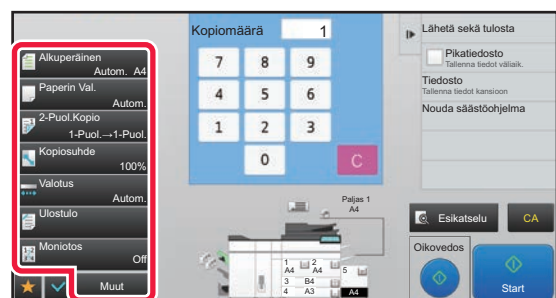 Kopiomäärä 1
Alkuperäinen
Autom. A4
Paperin Val.
Autom.
2-Puol.Kopio
1-Puol.→1-Puol.
Kopiosuhde
100%
Valotus
Autom.
Ulostulo
Moniotos
Off
Muut
7 8 9
4 5 6
1 2 3
0 C
Paljas 1
A4
1 A4
2 A4
3 B4
4 A3
5
A4
Lähetä sekä tulosta
Pikatiedosto
Tallenna tiedot väliaik.
Tiedosto
Tallenna tiedot kansioon
Nouda säästöohjelma
Esikatselu
CA
Oikovedos
Start